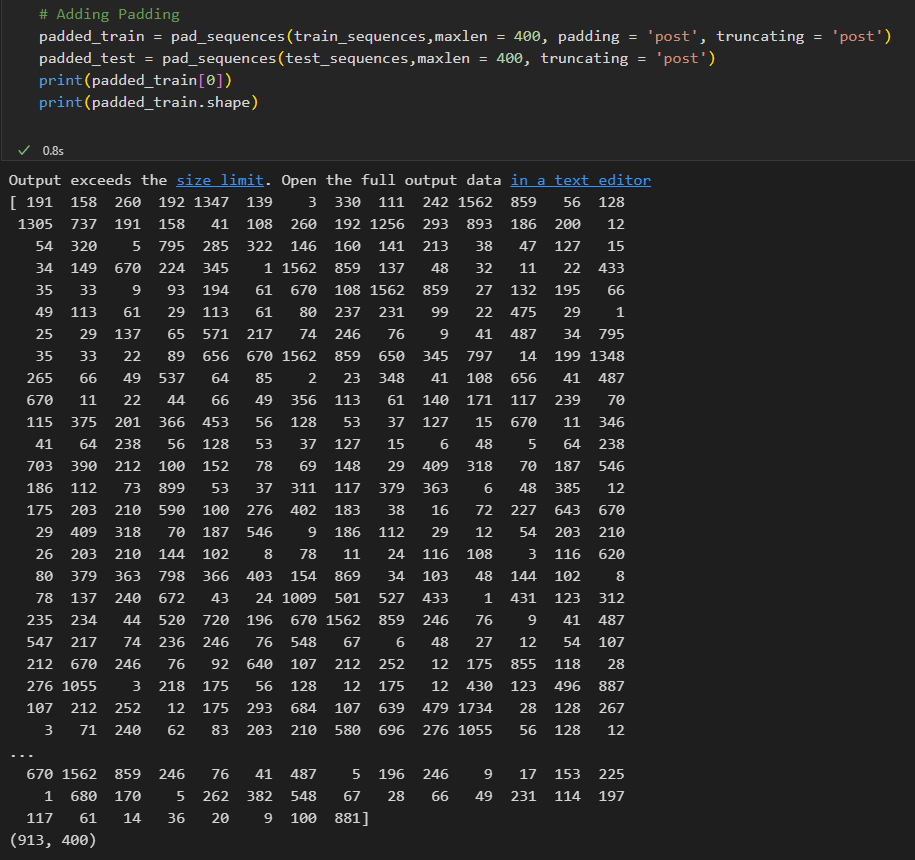 # Adding Padding
padded_train = pad_sequences(train_sequences,maxlen = 400, padding = 'post', truncating = 'post')
padded_test = pad_sequences(test_sequences,maxlen = 400, truncating = 'post')
print(padded_train[0])
print(padded_train.shape)
0.8s
Output exceeds the size limit. Open the full output data in a text editor
[ 191 158 260 192 1347 139 3 330 111 242 1562 859 56 128
1305 737 191 158 41 108 260 192 1256 293 893 186 200 12
54 320 5 795 285 322 146 160 141 213 38 47 127 15
34 149 670 224 345 1 1562 859 137 48 32 11 22 433
35 33 9 93 194 61 670 108 1562 859 27 132 195 66
49 113 61 29 113 61 80 237 231 99 22 475 29 1
25 29 137 65 571 217 74 246 76 9 41 487 34 795
35 33 22 89 656 670 1562 859 650 345 797 14 199 1348
265 66 49 537 64 85 2 23 348 41 108 656 41 487
670 11 22 44 66 49 356 113 61 140 171 117 239 70
115 375 201 366 453 56 128 53 37 127 15 670 11 346
41 64 238 56 128 53 37 127 15 6 48 5 64 238
703 390 212 100 152 78 69 148 29 409 318 70 187 546
186 112 73 899 53 37 311 117 379 363 6 48 385 12
175 203 210 590 100 276 402 183 38 16 72 227 643 670
29 409 318 70 187 546 9 186 112 29 12 54 203 210
26 203 210 144 102 8 78 11 24 116 108 3 116 620
80 379 363 798 366 403 154 869 34 103 48 144 102 8
78 137 240 672 43 24 1009 501 527 433 1 431 123 312
235 234 44 520 720 196 670 1562 859 246 76 9 41 487
547 217 74 236 246 76 548 67 6 48 27 12 54 107
212 670 246 76 92 640 107 212 252 12 175 855 118 28
276 1055 3 218 175 56 128 12 175 12 430 123 496 887
107 212 252 12 175 293 684 107 639 479 1734 28 128 267
3 71 240 62 83 203 210 580 696 276 1055 56 128 12
...
670 1562 859 246 76 41 487 5 196 246 9 17 153 225
1 680 170 5 262 382 548 67 28 66 49 231 114 197
117 61 14 36 20 9 100 881]
(913, 400)